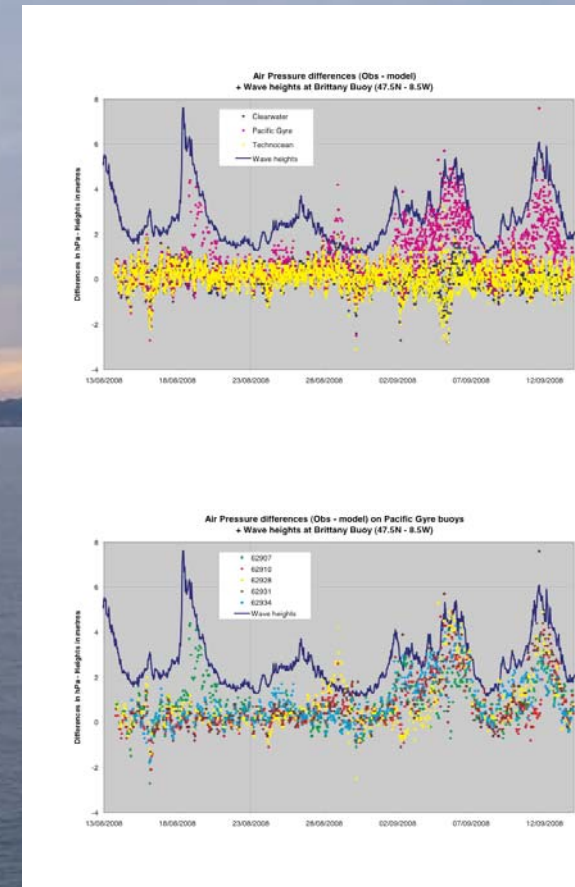 Air Pressure differences (Obs - model)
+ Wave heights at Brittany Buoy (47.5N - 8.5W)
Differences in hPa - Heights in metres
8
6
4
2
0
-2
-4
Clearwater
Pacific Gyre
Technocean
Wave heights
13/08/2008 18/08/2008 23/08/2008 28/08/2008 02/09/2008 07/09/2008 12/09/2008
Air Pressure differences (Obs - model) on Pacific Gyre buoys
+ Wave heights at Brittany Buoy (47.5N - 8.5W)
Differences in hPa - Heights in metres
8
6
4
2
0
-2
-4
62907
62910
62928
62931
62934
Wave heights
13/08/2008 18/08/2008 23/08/2008 28/08/2008 02/09/2008 07/09/2008 12/09/2008